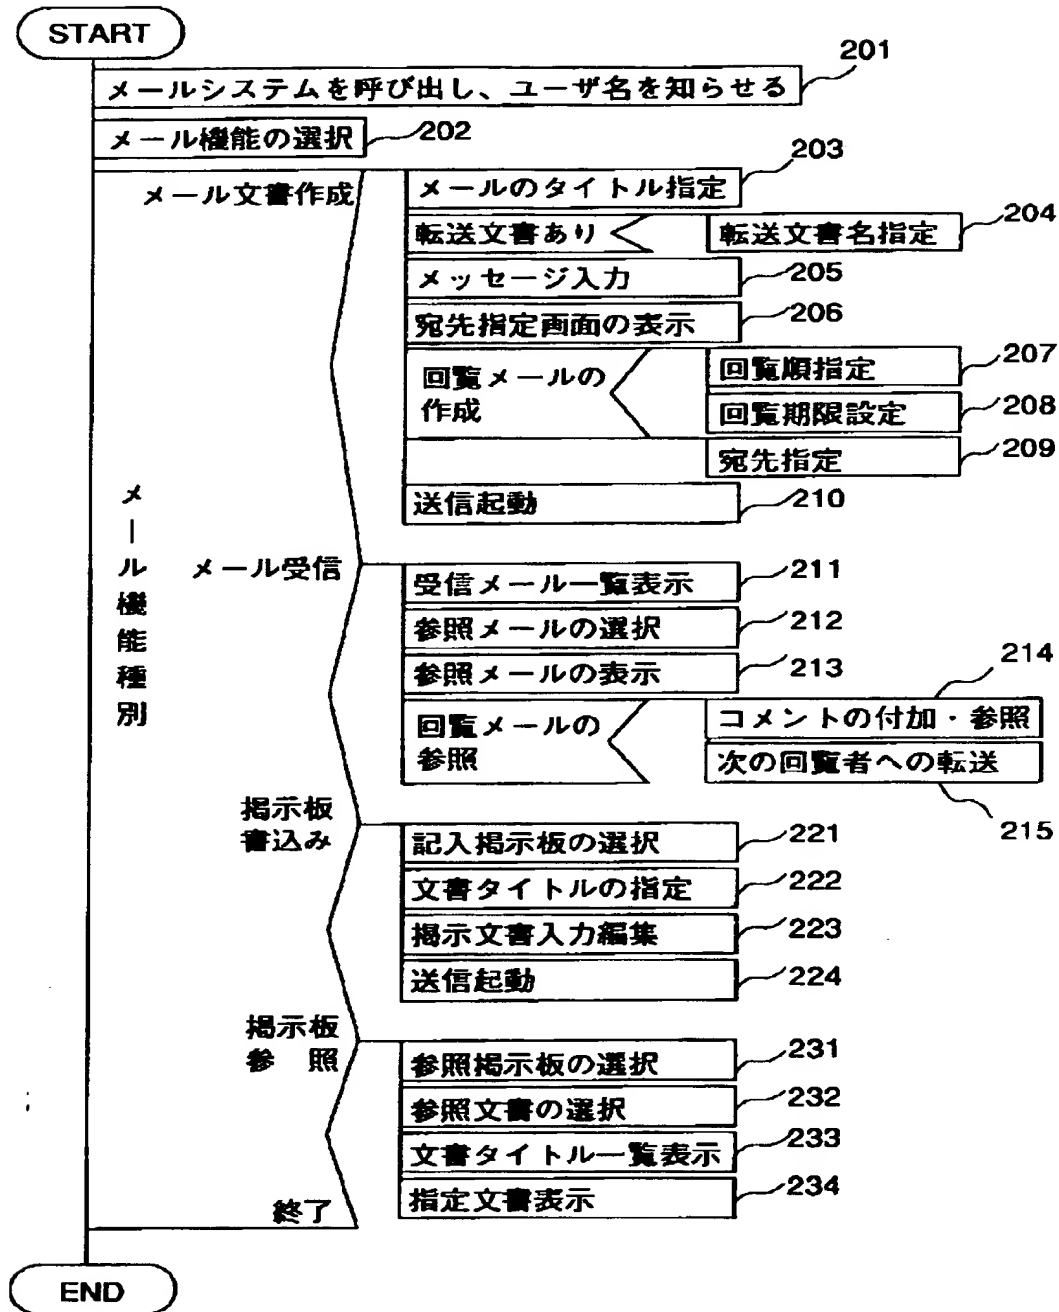 START
メールシステムを呼び出し、ユーザ名を知らせる
201
メール機能の選択
202
メール機能種別
メール文書作成
メールのタイトル指定
203
転送文書あり
転送文書名指定
204
メッセージ入力
205
宛先指定画面の表示
206
回覧メールの
作成
回覧順指定
207
回覧期限設定
208
宛先指定
209
送信起動
210
メール受信
受信メール一覧表示
211
参照メールの選択
212
参照メールの表示
213
回覧メールの
参照
コメントの付加・参照
214
次の回覧者への転送
215
掲示板
書込み
記入掲示板の選択
221
文書タイトルの指定
222
掲示文書入力編集
223
送信起動
224
掲示板
参 照
参照掲示板の選択
231
参照文書の選択
232
文書タイトル一覧表示
233
指定文書表示
234
終了
END